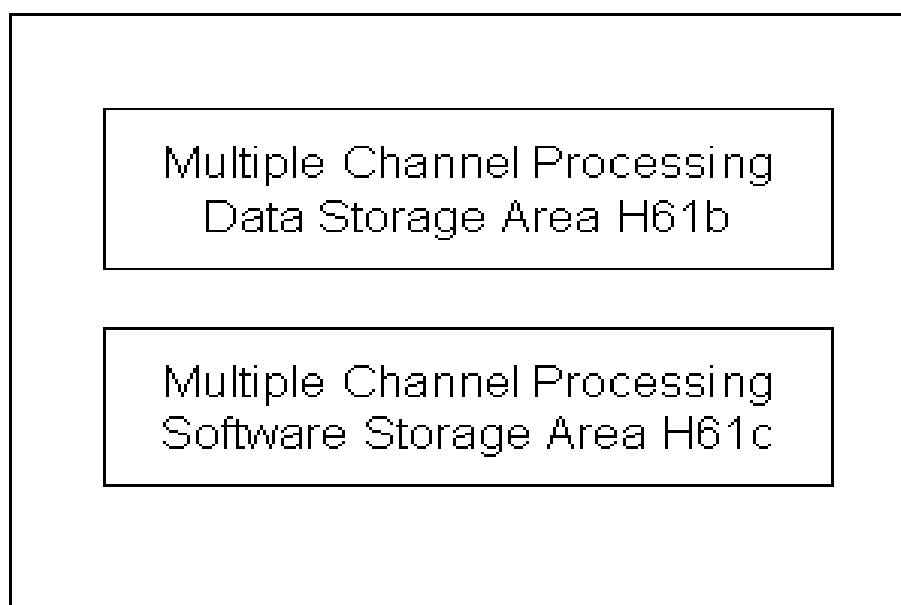 Multiple Channel Processing
Data Storage Area H61b
Multiple Channel Processing
Software Storage Area H61c